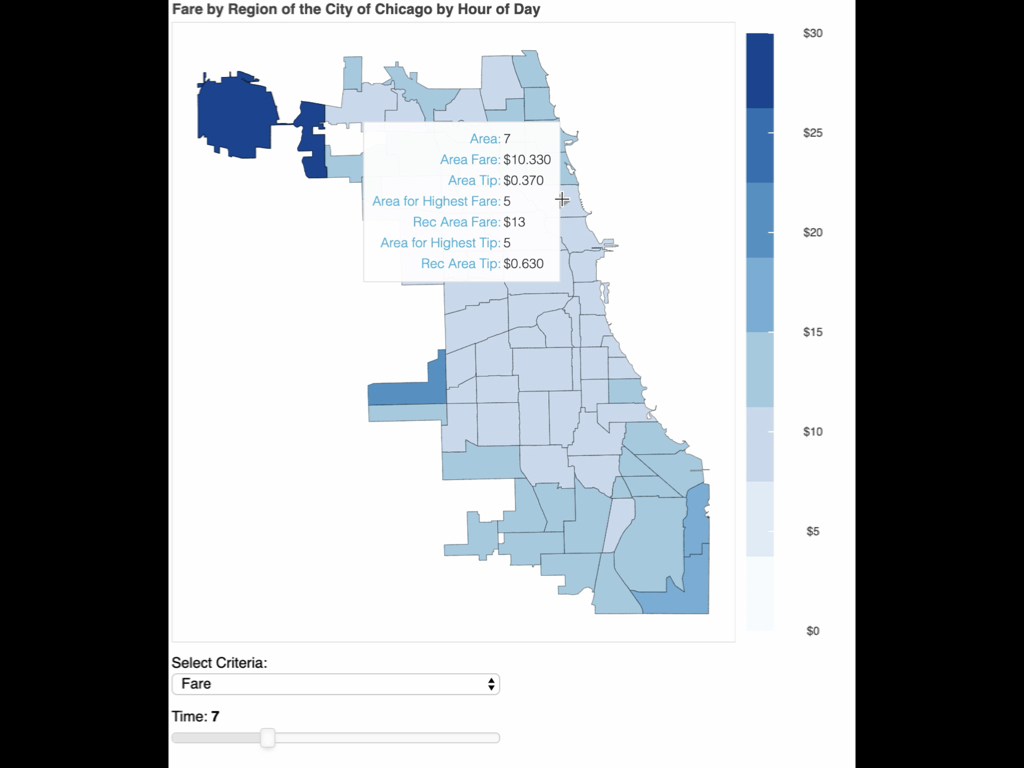 Fare by Region of the City of Chicago by Hour of Day
$30
$25
$20
$15
$10
$5
$0
Area: 7
Area Fare: $10.330
Area Tip: $0.370
Area for Highest Fare: 5
Rec Area Fare: $13
Area for Highest Tip: 5
Rec Area Tip: $0.630
Select Criteria:
Fare
Time: 7